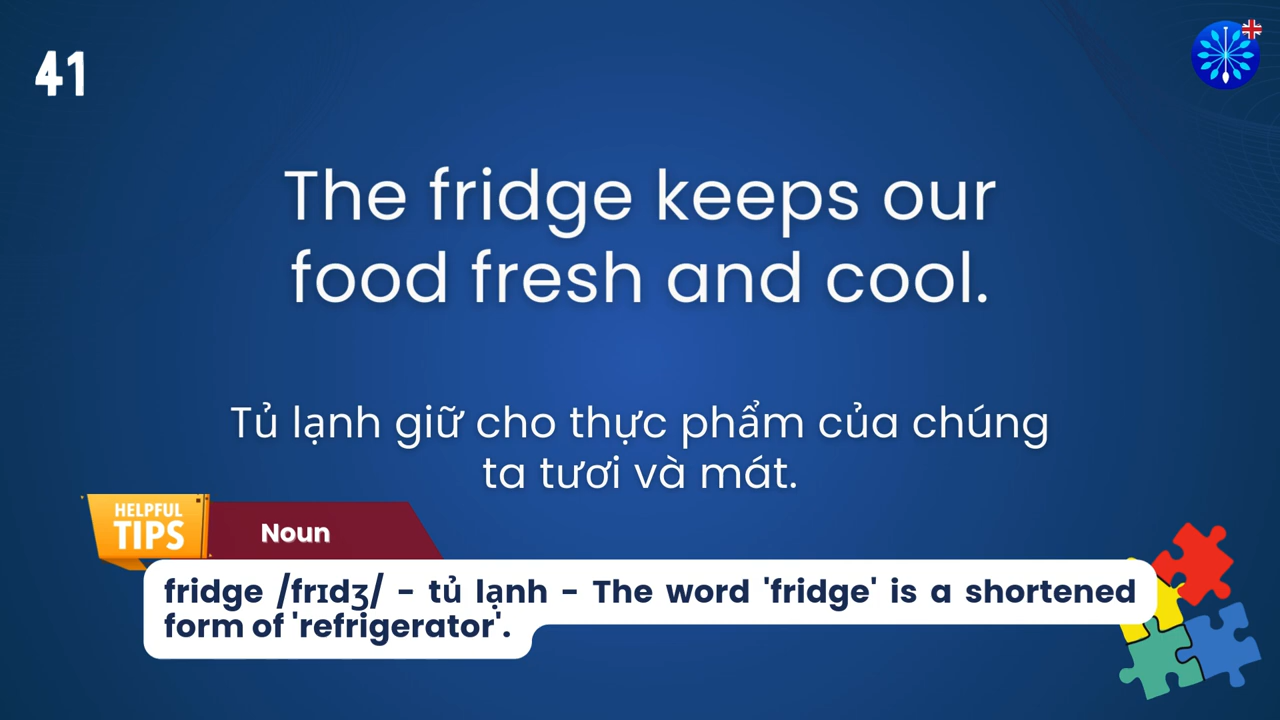 41
The fridge keeps our
food fresh and cool.
Tủ lạnh giữ cho thực phẩm của chúng
ta tươi và mát.
HELPFUL
TIPS
Noun
fridge /frɪdʒ/ - tủ lạnh - The word 'fridge' is a shortened
form of 'refrigerator'.